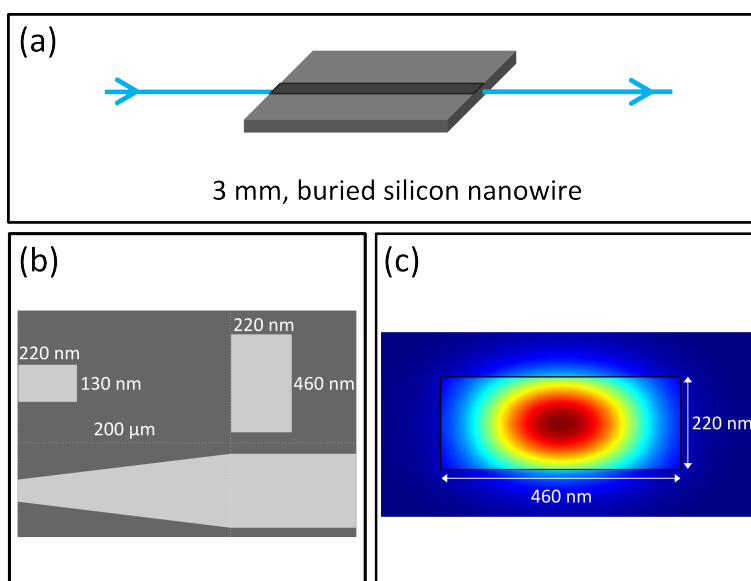 (a)
3 mm, buried silicon nanowire
(b)
220 nm
220 nm
130 nm
460 nm
200 µm
(c)
220 nm
460 nm